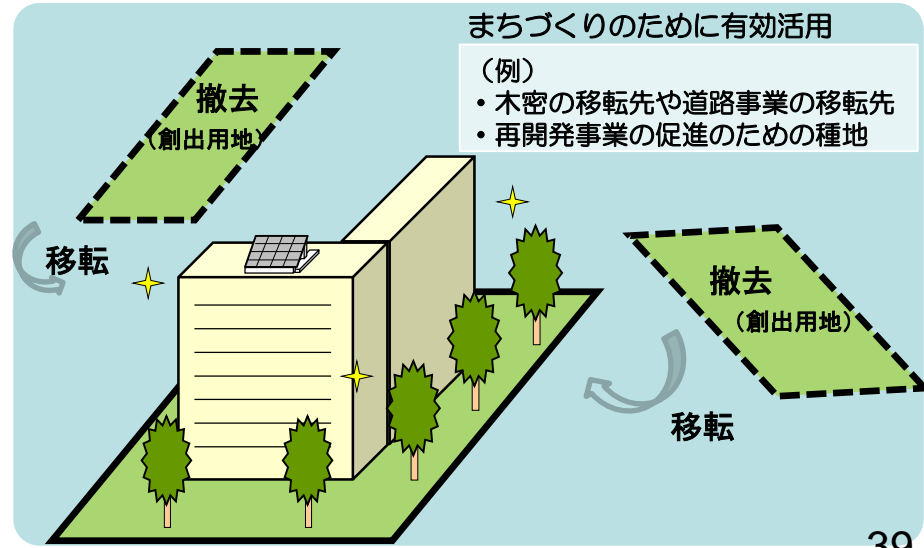 まちづくりのために有効活用
（例）
・木密の移転先や道路事業の移転先
・再開発事業の促進のための種地
撤去
（創出用地）
移転
撤去
（創出用地）
移転
39